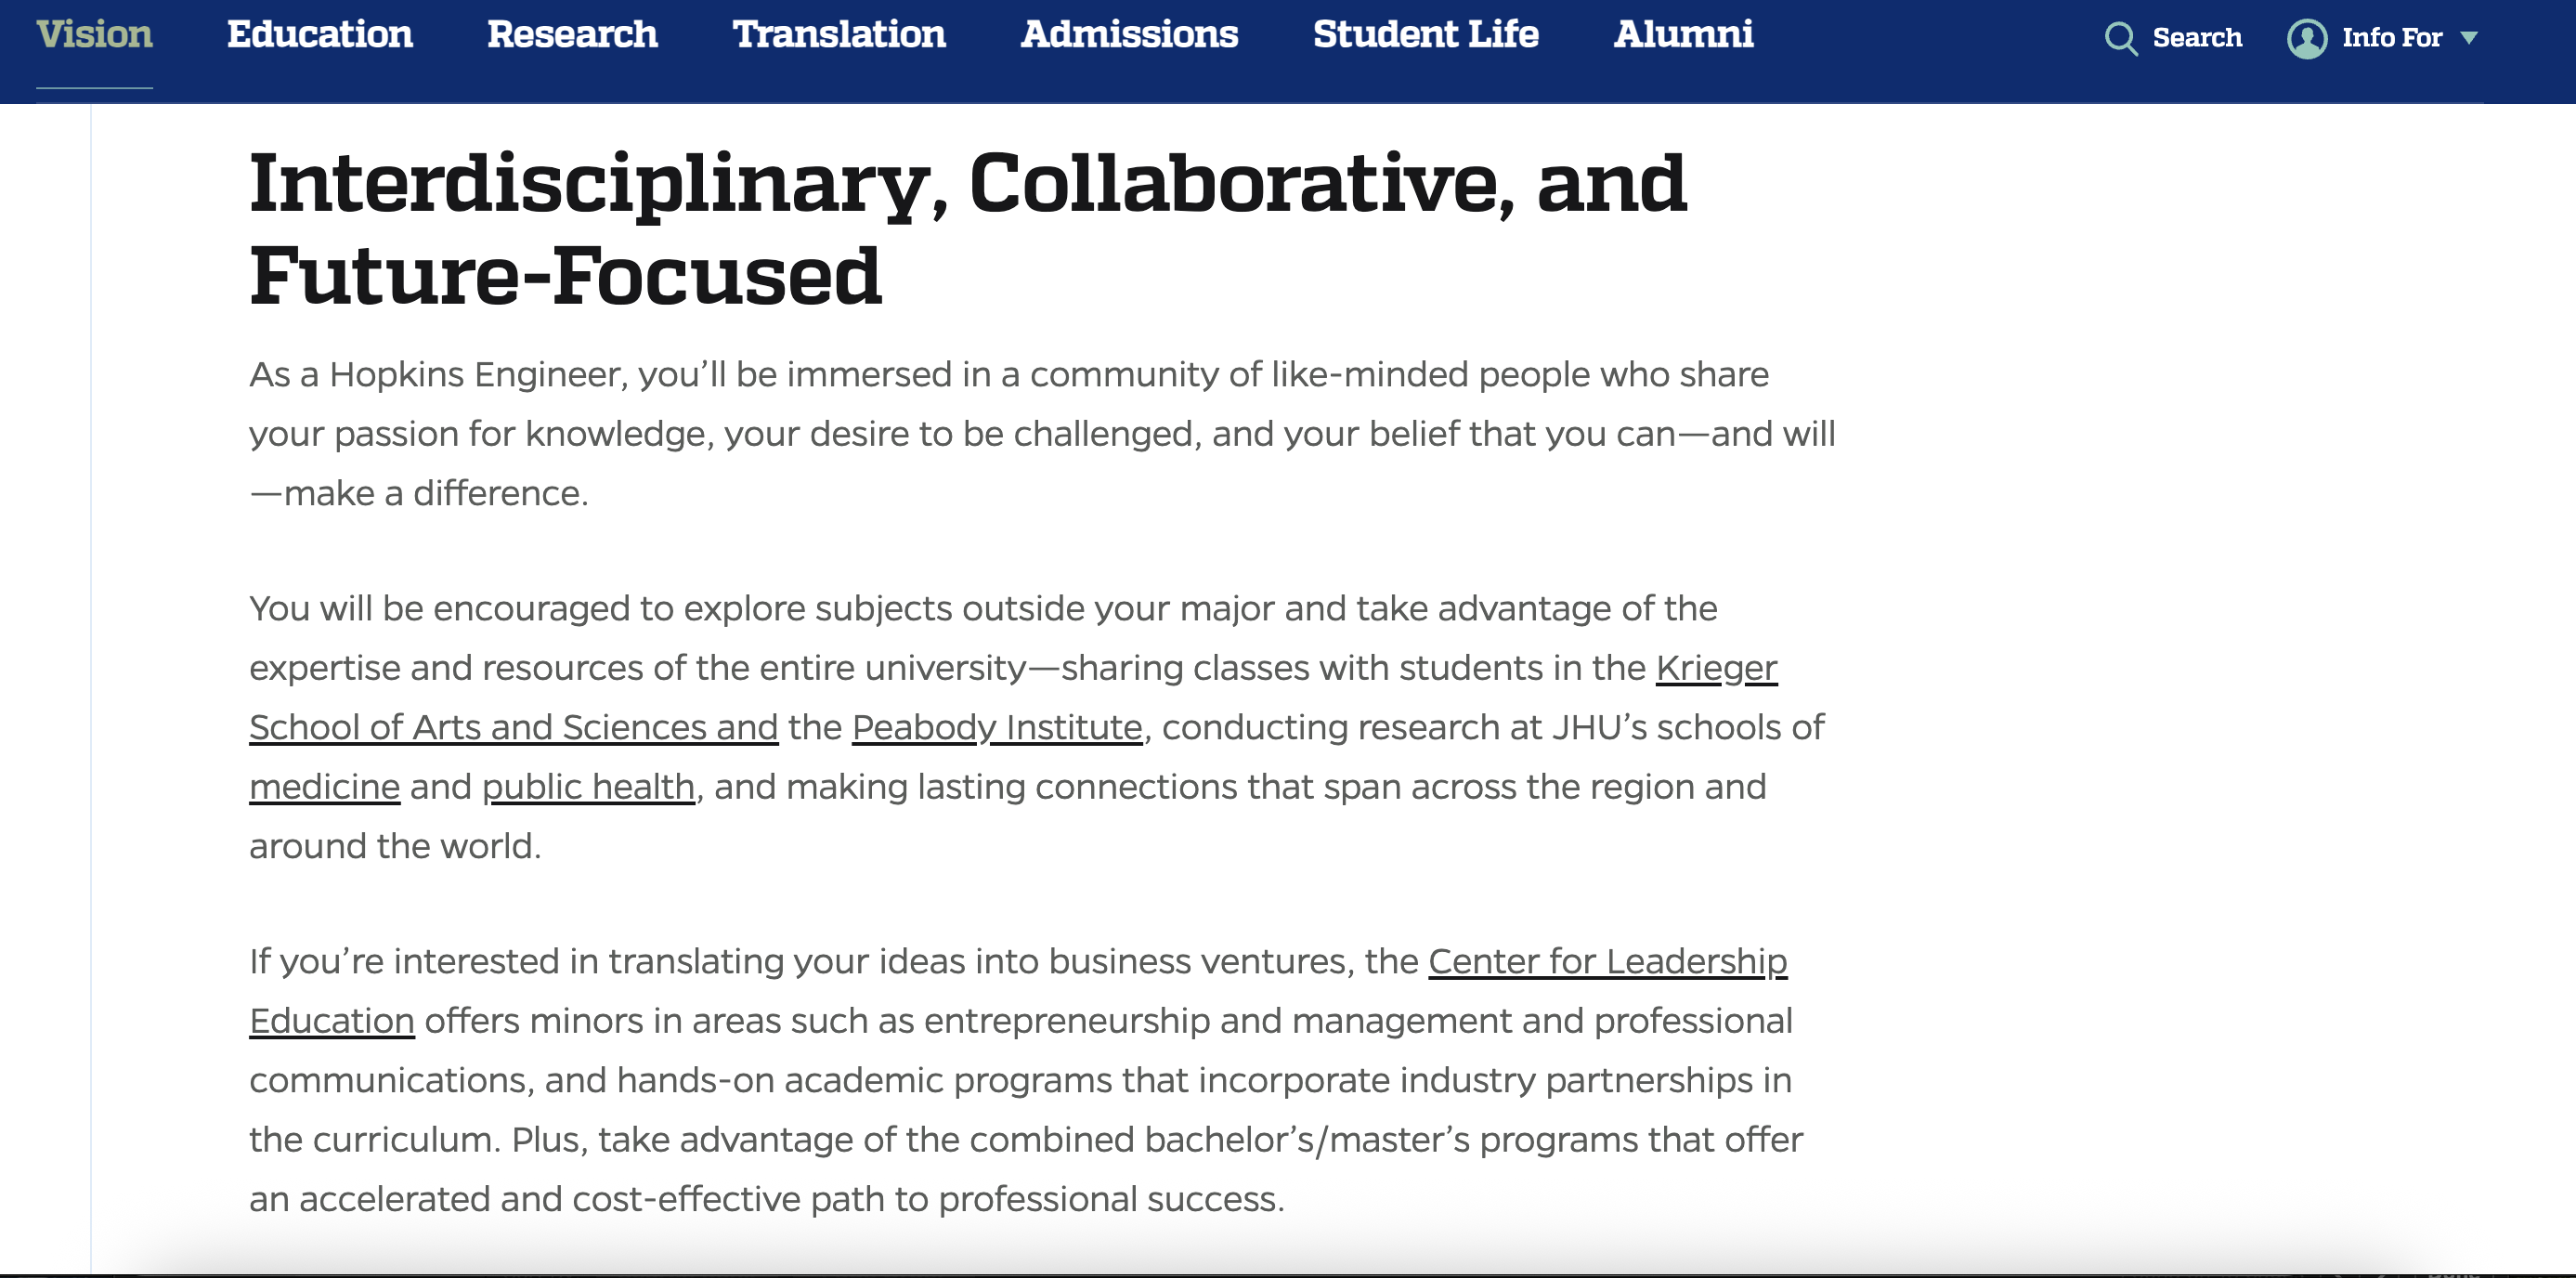 Vision Education Research Translation Admissions Student Life Alumni Search Info For
Interdisciplinary, Collaborative, and
Future-Focused
As a Hopkins Engineer, you’ll be immersed in a community of like-minded people who share
your passion for knowledge, your desire to be challenged, and your belief that you can—and will
—make a difference.
You will be encouraged to explore subjects outside your major and take advantage of the
expertise and resources of the entire university—sharing classes with students in the Krieger
School of Arts and Sciences and the Peabody Institute, conducting research at JHU’s schools of
medicine and public health, and making lasting connections that span across the region and
around the world.
If you’re interested in translating your ideas into business ventures, the Center for Leadership
Education offers minors in areas such as entrepreneurship and management and professional
communications, and hands-on academic programs that incorporate industry partnerships in
the curriculum. Plus, take advantage of the combined bachelor’s/master’s programs that offer
an accelerated and cost-effective path to professional success.